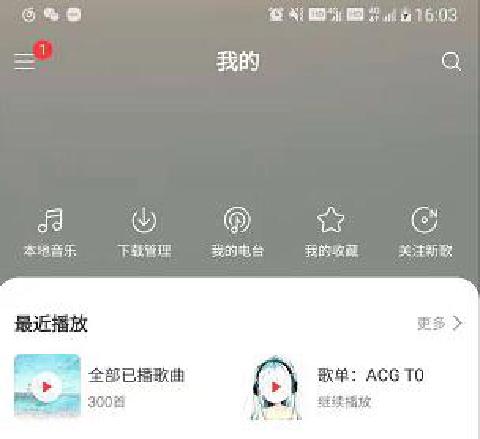 16:03
1
我的
本地音乐 下载管理 我的电台 我的收藏 关注新歌
最近播放 更多
全部已播歌曲 歌单：ACG TO
300首 继续播放